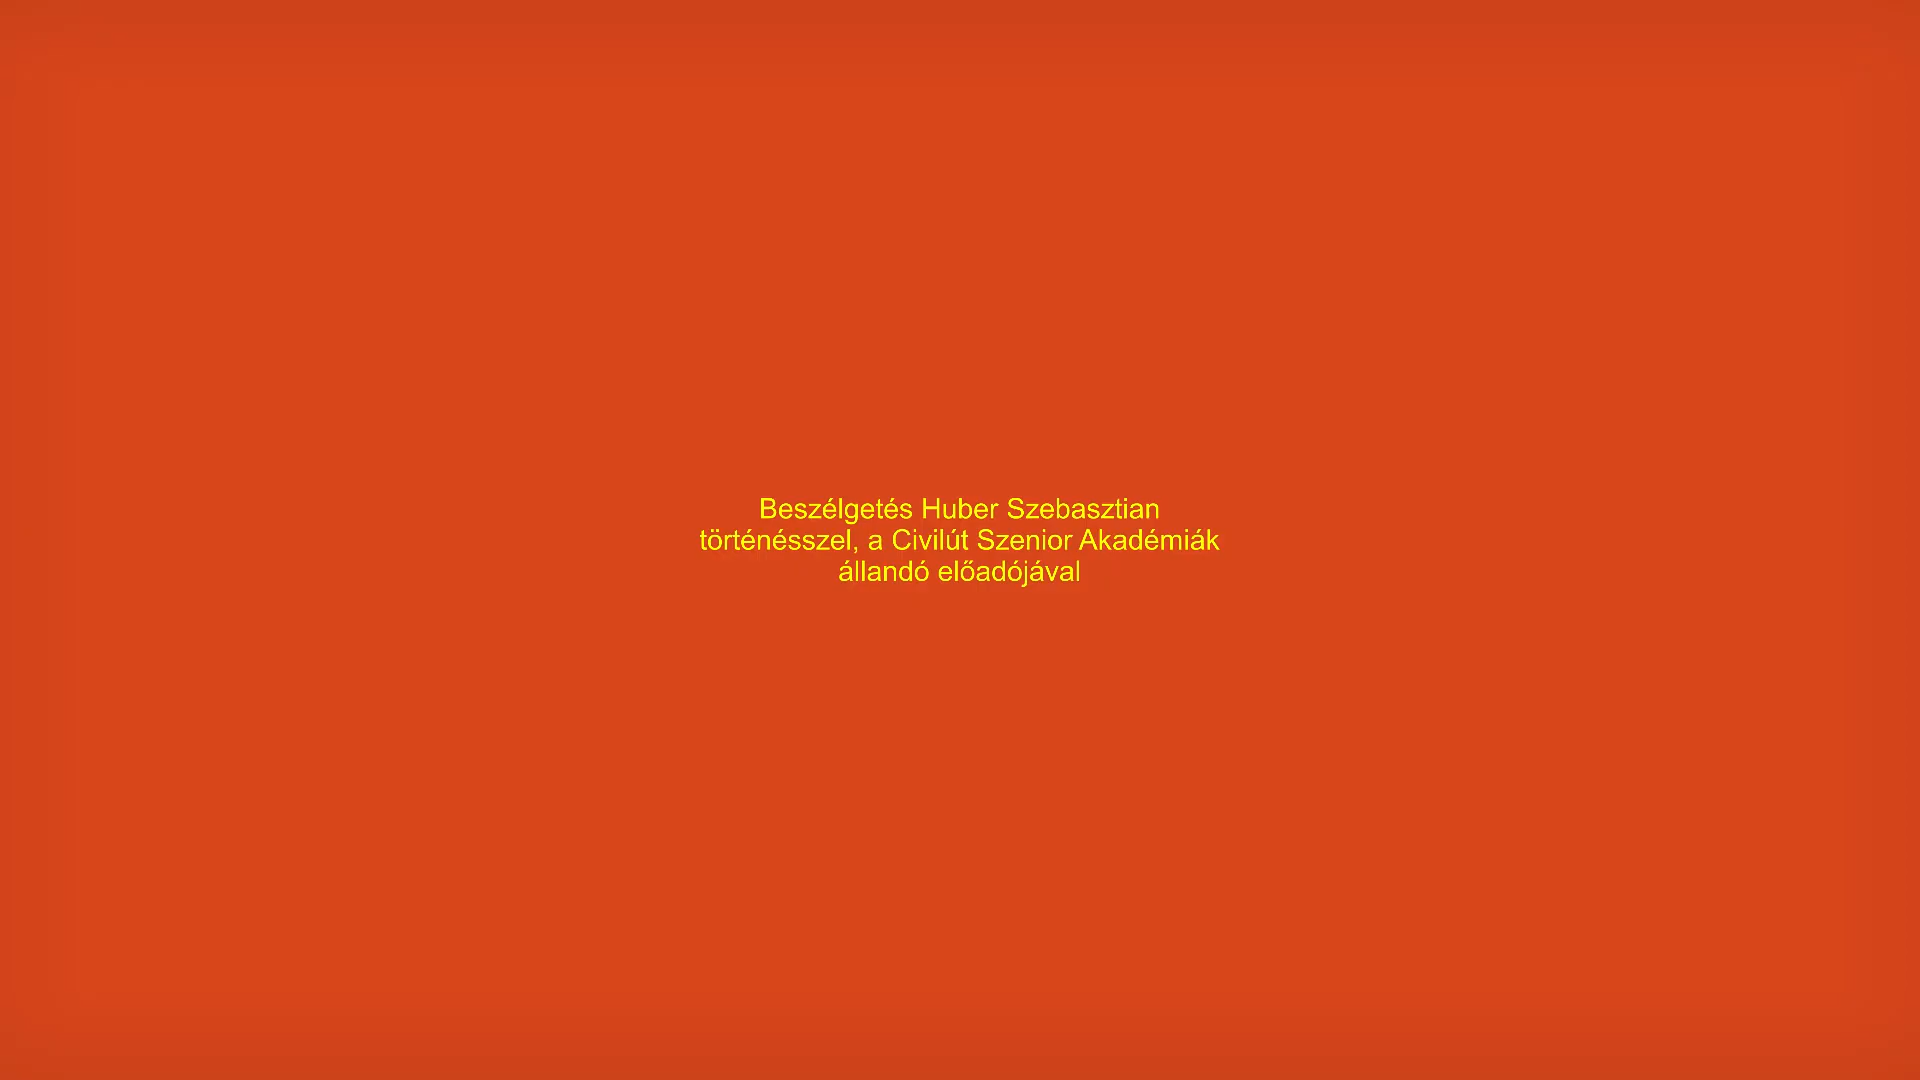 Beszélgetés Huber Szebasztian
történésszel, a Civilút Szenior Akadémiák
állandó előadójával